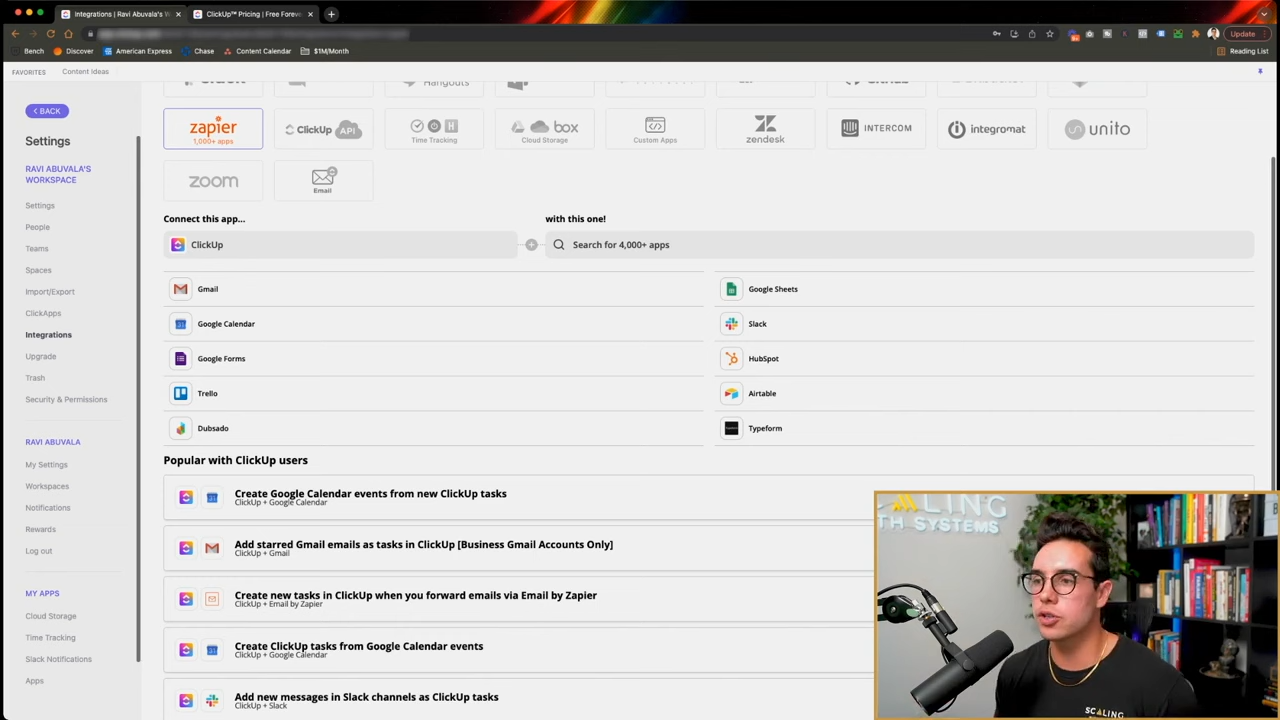 Integrations | Ravi Abuvala's W
ClickUp™ Pricing | Free Foreve
Update
Bench
Discover
American Express
Chase
Content Calendar
$1M/Month
Reading List
FAVORITES
Content Ideas
Hangouts
BACK
Settings
RAVI ABUVALA'S
WORKSPACE
Settings
People
Teams
Spaces
Import/Export
ClickApps
Integrations
Upgrade
Trash
Security & Permissions
RAVI ABUVALA
My Settings
Workspaces
Notifications
Rewards
Log out
MY APPS
Cloud Storage
Time Tracking
Slack Notifications
Apps
zapier
1,000+ apps
ClickUp API
Time Tracking
box
Cloud Storage
Custom Apps
zendesk
INTERCOM
integromat
unito
zoom
Email
Connect this app...
with this one!
ClickUp
Search for 4,000+ apps
Gmail
Google Sheets
Google Calendar
Slack
Google Forms
HubSpot
Trello
Airtable
Dubsado
Typeform
Popular with ClickUp users
Create Google Calendar events from new ClickUp tasks
ClickUp + Google Calendar
Add starred Gmail emails as tasks in ClickUp [Business Gmail Accounts Only]
ClickUp + Gmail
Create new tasks in ClickUp when you forward emails via Email by Zapier
ClickUp + Email by Zapier
Create ClickUp tasks from Google Calendar events
ClickUp + Google Calendar
Add new messages in Slack channels as ClickUp tasks
ClickUp + Slack
LING
TH SYSTEMS
SCALING